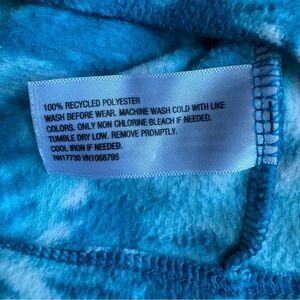 100% RECYCLED POLYESTER
WASH BEFORE WEAR. MACHINE WASH COLD WITH LIKE
COLORS. ONLY NON CHLORINE BLEACH IF NEEDED.
TUMBLE DRY LOW. REMOVE PROMPTLY.
COOL IRON IF NEEDED.
RN17730 VN1068795